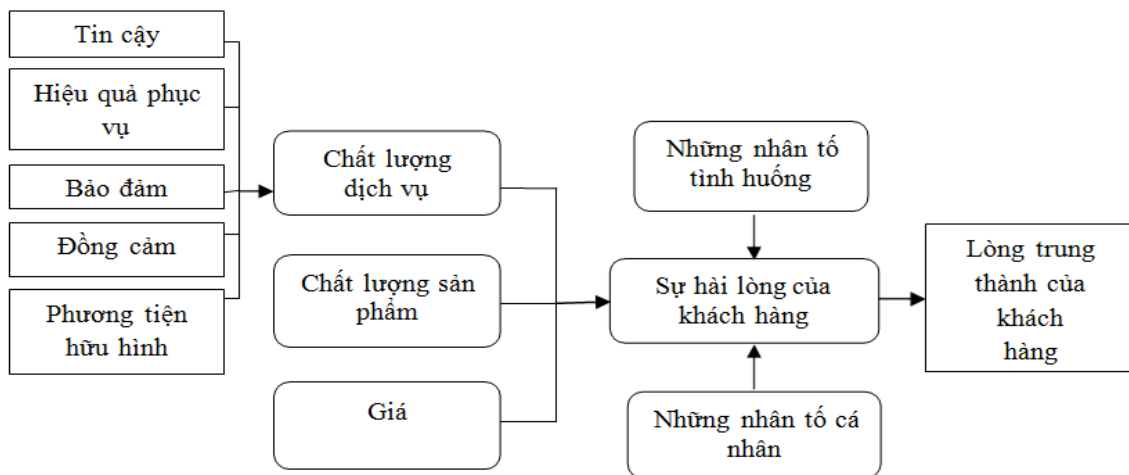 Tin cậy
Hiệu quả phục
vụ
Bảo đảm
Đồng cảm
Phương tiện
hữu hình
Chất lượng
dịch vụ
Chất lượng sản
phẩm
Giá
Những nhân tố
tình huống
Sự hài lòng của
khách hàng
Những nhân tố cá
nhân
Lòng trung
thành của
khách
hàng